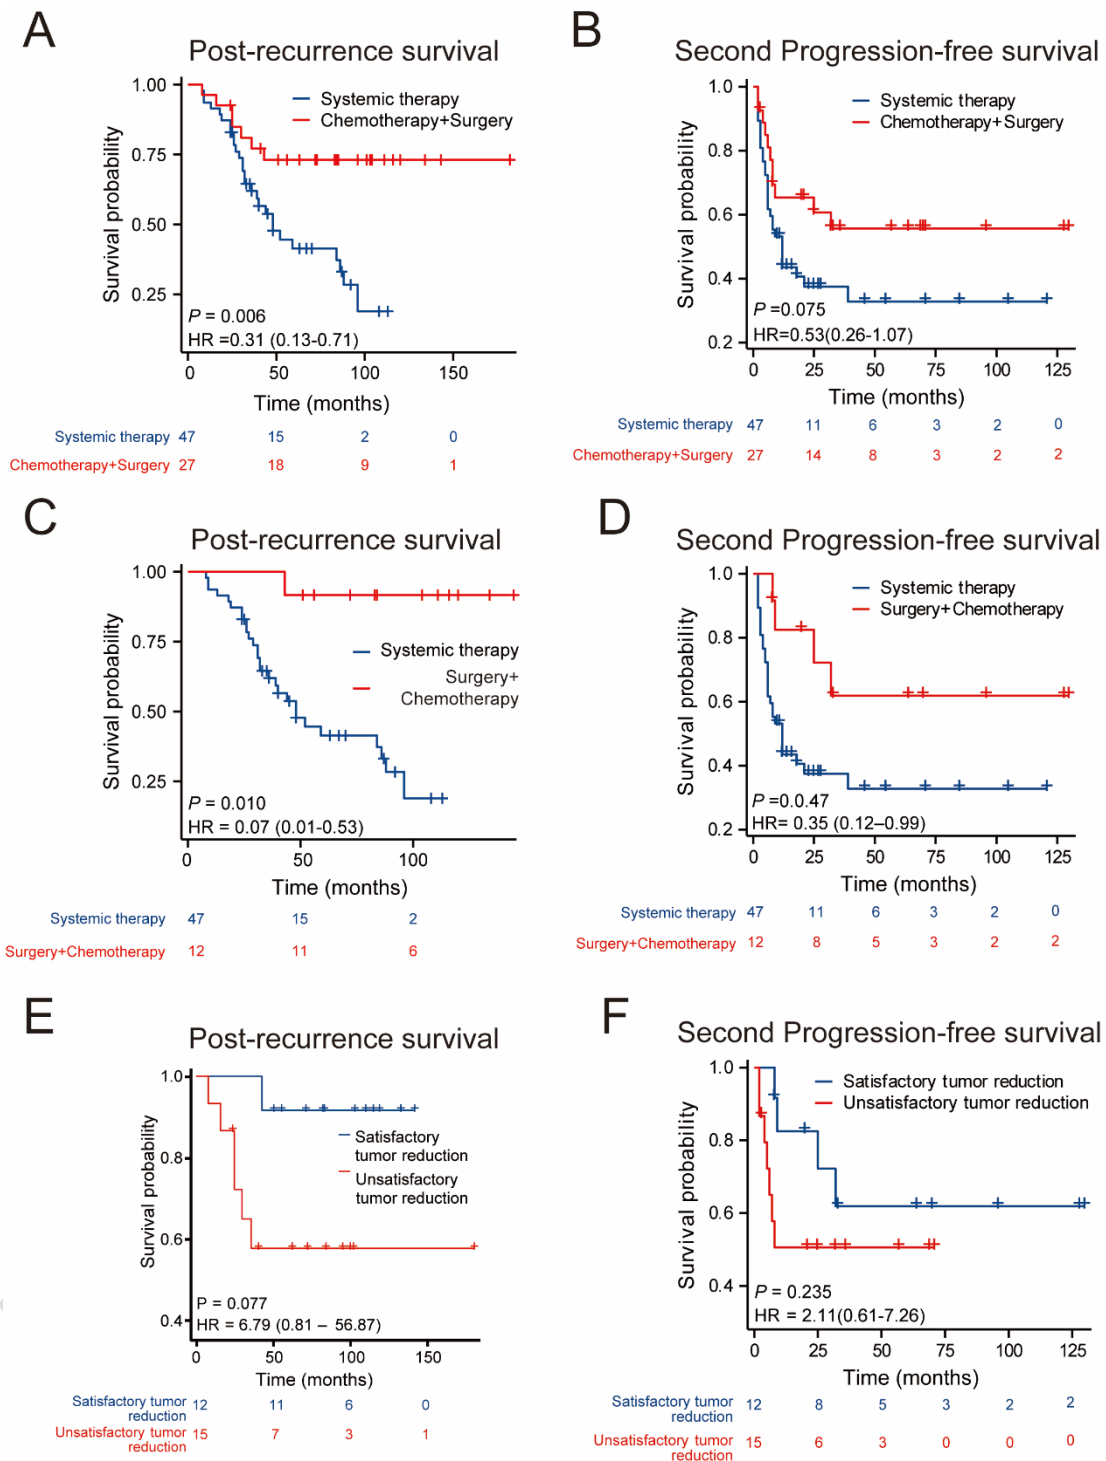 A
Post-recurrence survival
1.00
0.75
0.50
0.25
Survival probability
Systemic therapy
Chemotherapy+Surgery
P = 0.006
HR =0.31 (0.13-0.71)
0 50 100 150
Time (months)
Systemic therapy 47 15 2 0
Chemotherapy+Surgery 27 18 9 1
B
Second Progression-free survival
1.0
0.8
0.6
0.4
0.2
Survival probability
Systemic therapy
Chemotherapy+Surgery
P =0.075
HR=0.53(0.26-1.07)
0 25 50 75 100 125
Time (months)
Systemic therapy 47 11 6 3 2 0
Chemotherapy+Surgery 27 14 8 3 2 2
C
Post-recurrence survival
1.00
0.75
0.50
0.25
Survival probability
Systemic therapy
Surgery+
Chemotherapy
P = 0.010
HR = 0.07 (0.01-0.53)
0 50 100
Time (months)
Systemic therapy 47 15 2
Surgery+Chemotherapy 12 11 6
D
Second Progression-free survival
1.0
0.8
0.6
0.4
0.2
Survival probability
Systemic therapy
Surgery+Chemotherapy
P =0.0.47
HR= 0.35 (0.12–0.99)
0 25 50 75 100 125
Time (months)
Systemic therapy 47 11 6 3 2 0
Surgery+Chemotherapy 12 8 5 3 2 2
E
Post-recurrence survival
1.0
0.8
0.6
0.4
Survival probability
Satisfactory
tumor reduction
Unsatisfactory
tumor reduction
P = 0.077
HR = 6.79 (0.81 – 56.87)
0 50 100 150
Time (months)
Satisfactory tumor
reduction 12 11 6 0
Unsatisfactory tumor
reduction 15 7 3 1
F
Second Progression-free survival
1.0
0.8
0.6
0.4
Survival probability
Satisfactory tumor reduction
Unsatisfactory tumor reduction
P = 0.235
HR = 2.11(0.61-7.26)
0 25 50 75 100 125
Time (months)
Satisfactory tumor
reduction 12 8 5 3 2 2
Unsatisfactory tumor
reduction 15 6 3 0 0 0